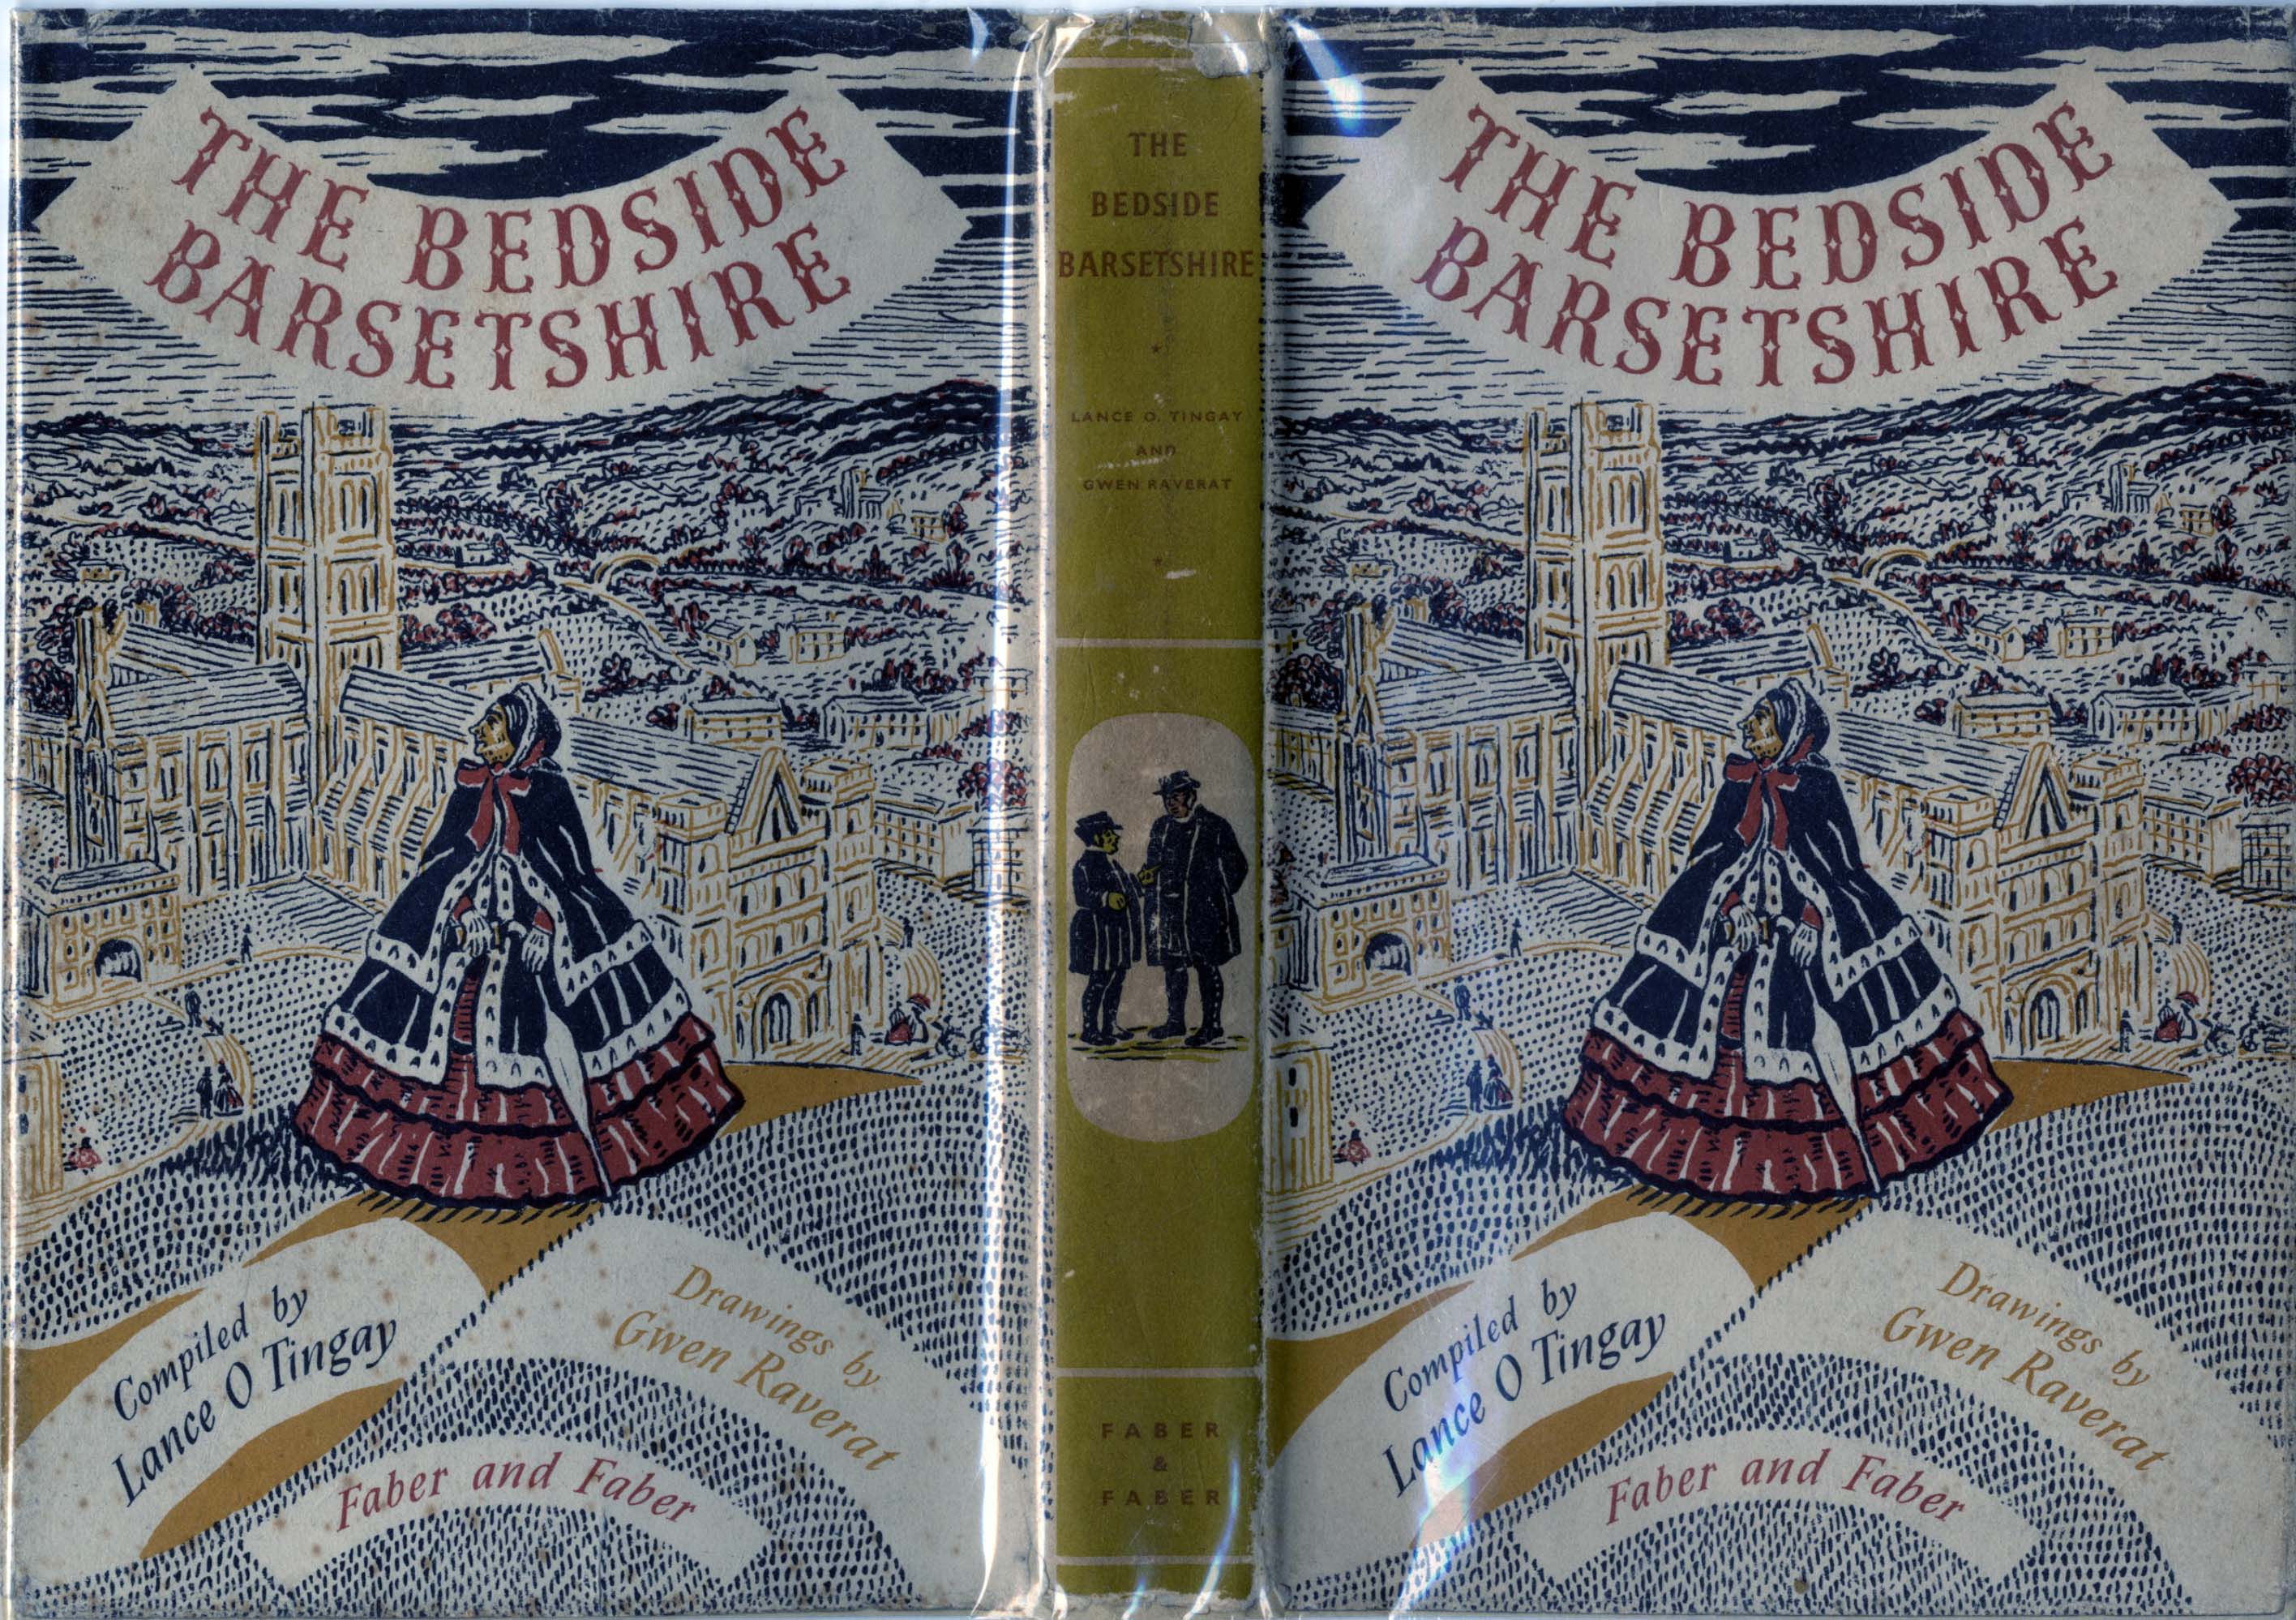 THE BEDSIDE
BARSETSHIRE
Compiled by
Lance O Tingay
Drawings by
Gwen Raverat
Faber and Faber
THE
BEDSIDE
BARSETSHIRE
LANCE O. TINGAY
AND
GWEN RAVERAT
FABER
&
FABER
THE BEDSIDE
BARSETSHIRE
Compiled by
Lance O Tingay
Drawings by
Gwen Raverat
Faber and Faber